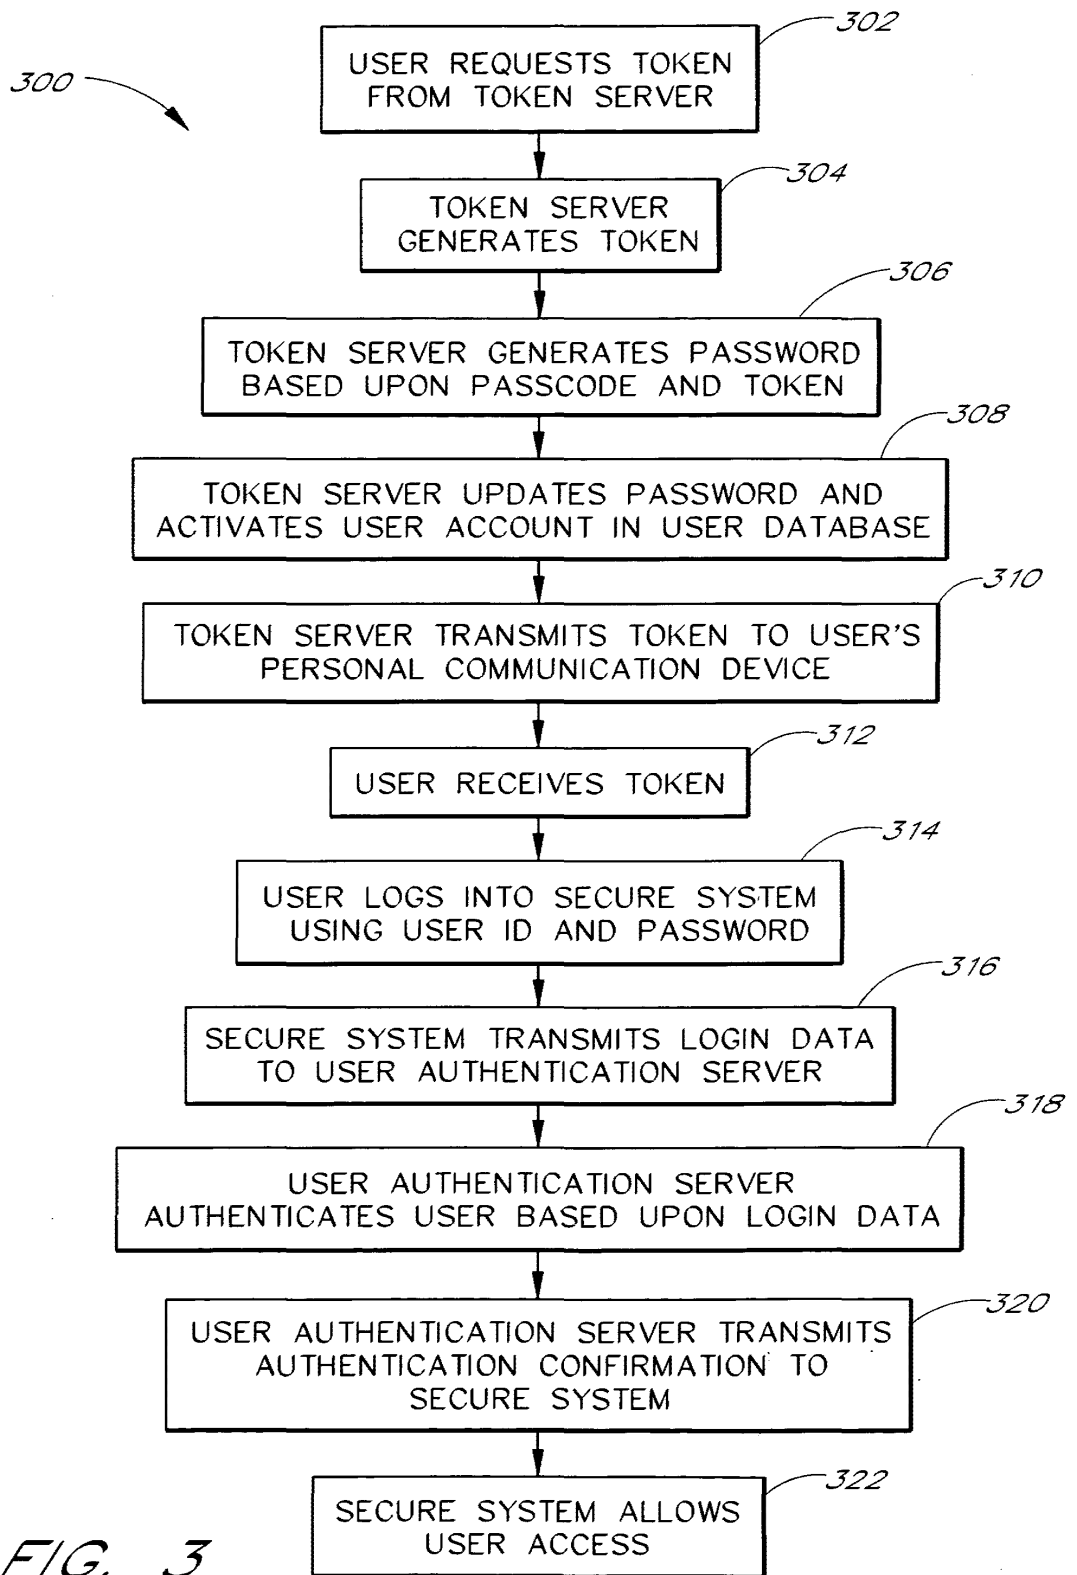 302
300
USER REQUESTS TOKEN
FROM TOKEN SERVER
304
TOKEN SERVER
GENERATES TOKEN
306
TOKEN SERVER GENERATES PASSWORD
BASED UPON PASSCODE AND TOKEN
308
TOKEN SERVER UPDATES PASSWORD AND
ACTIVATES USER ACCOUNT IN USER DATABASE
310
TOKEN SERVER TRANSMITS TOKEN TO USER'S
PERSONAL COMMUNICATION DEVICE
312
USER RECEIVES TOKEN
314
USER LOGS INTO SECURE SYSTEM
USING USER ID AND PASSWORD
316
SECURE SYSTEM TRANSMITS LOGIN DATA
TO USER AUTHENTICATION SERVER
318
USER AUTHENTICATION SERVER
AUTHENTICATES USER BASED UPON LOGIN DATA
320
USER AUTHENTICATION SERVER TRANSMITS
AUTHENTICATION CONFIRMATION TO
SECURE SYSTEM
322
SECURE SYSTEM ALLOWS
USER ACCESS
FIG. 3